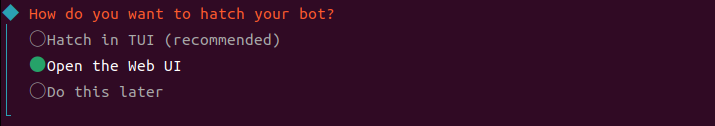 How do you want to hatch your bot?
Hatch in TUI (recommended)
Open the Web UI
Do this later